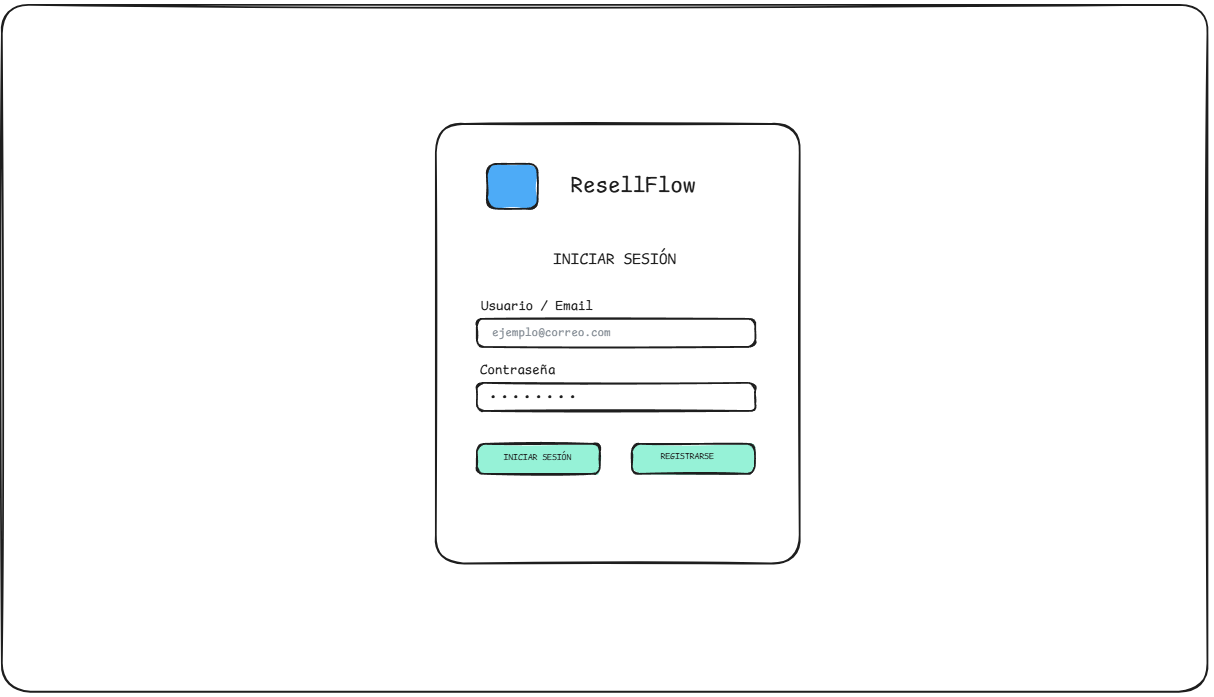 ResellFlow
INICIAR SESIÓN
Usuario / Email
ejemplo@correo.com
Contraseña
• • • • • • • •
INICIAR SESIÓN
REGISTRARSE